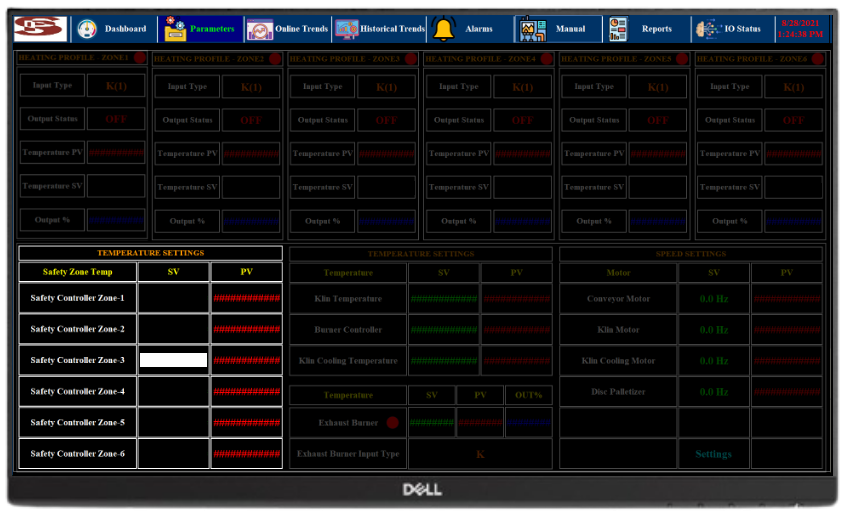 Dashboard Parameters Online Trends Historical Trends Alarms Manual Reports IO Status 8/28/2021
1:24:38 PM
HEATING PROFILE - ZONE1 HEATING PROFILE - ZONE2 HEATING PROFILE - ZONE3 HEATING PROFILE - ZONE4 HEATING PROFILE - ZONE5 HEATING PROFILE - ZONE6
Input Type K(1) Input Type K(1) Input Type K(1) Input Type K(1) Input Type K(1) Input Type K(1)
Output Status OFF Output Status OFF Output Status OFF Output Status OFF Output Status OFF Output Status OFF
Temperature PV ########## Temperature PV ########## Temperature PV ########## Temperature PV ########## Temperature PV ########## Temperature PV ##########
Temperature SV Temperature SV Temperature SV Temperature SV Temperature SV Temperature SV
Output % ########## Output % ########## Output % ########## Output % ########## Output % ########## Output % ##########
TEMPERATURE SETTINGS TEMPERATURE SETTINGS SPEED SETTINGS
Safety Zone Temp SV PV Temperature SV PV Motor SV PV
Safety Controller Zone-1 ############ Klin Temperature ############ ############ Conveyor Motor 0.0 Hz ############
Safety Controller Zone-2 ############ Burner Controller ############ ############ Klin Motor 0.0 Hz ############
Safety Controller Zone-3 ############ Klin Cooling Temperature ############ ############ Klin Cooling Motor 0.0 Hz ############
Safety Controller Zone-4 ############ Temperature SV PV OUT% Disc Palletizer 0.0 Hz ############
Safety Controller Zone-5 ############ Exhaust Burner ######## ######## ########
Safety Controller Zone-6 ############ Exhaust Burner Input Type K Settings
DELL